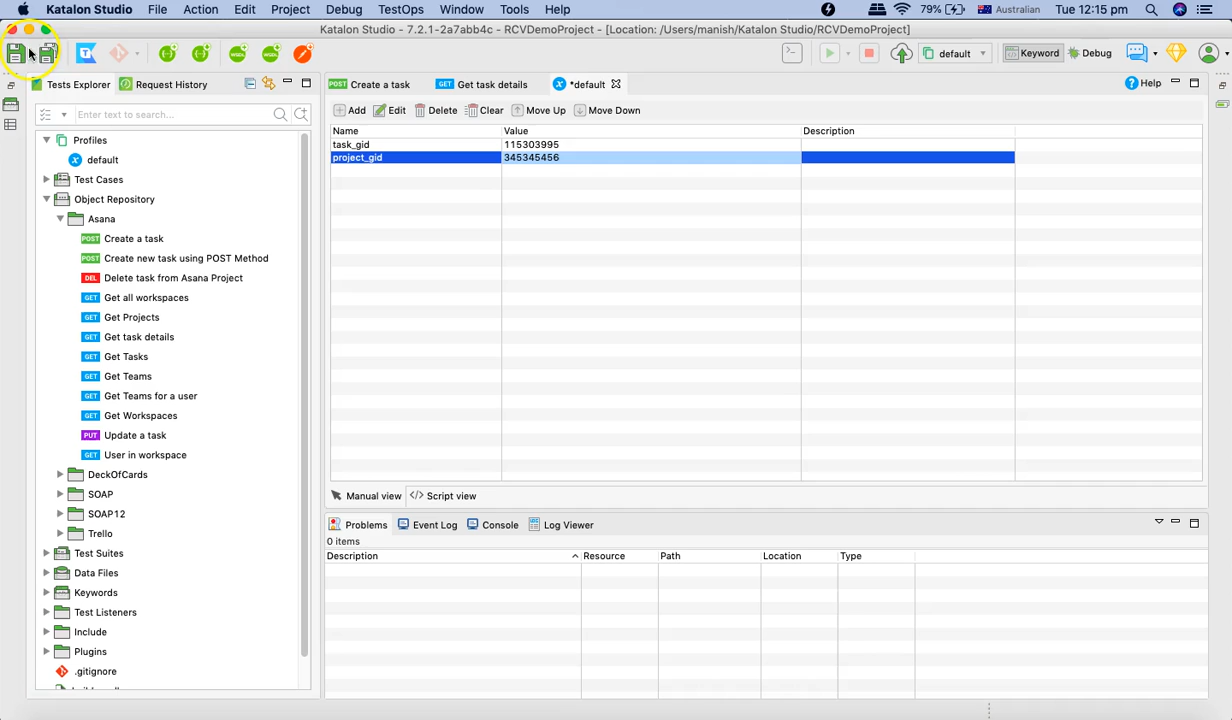 Katalon Studio File Action Edit Project Debug TestOps Window Tools Help 79% Australian Tue 12:15 pm
Katalon Studio - 7.2.1-2a7abb4c - RCVDemoProject - [Location: /Users/manish/Katalon Studio/RCVDemoProject]
default Keyword Debug
Tests Explorer Request History
Create a task Get task details *default Help
Enter text to search...
Add Edit Delete Clear Move Up Move Down
Name Value Description
task_gid 115303995
project_gid 345345456
Profiles
default
Test Cases
Object Repository
Asana
POST Create a task
POST Create new task using POST Method
DEL Delete task from Asana Project
GET Get all workspaces
GET Get Projects
GET Get task details
GET Get Tasks
GET Get Teams
GET Get Teams for a user
GET Get Workspaces
PUT Update a task
GET User in workspace
DeckOfCards
SOAP
SOAP12
Trello
Test Suites
Data Files
Keywords
Test Listeners
Include
Plugins
.gitignore
Manual view Script view
Problems Event Log Console Log Viewer
0 items
Description Resource Path Location Type